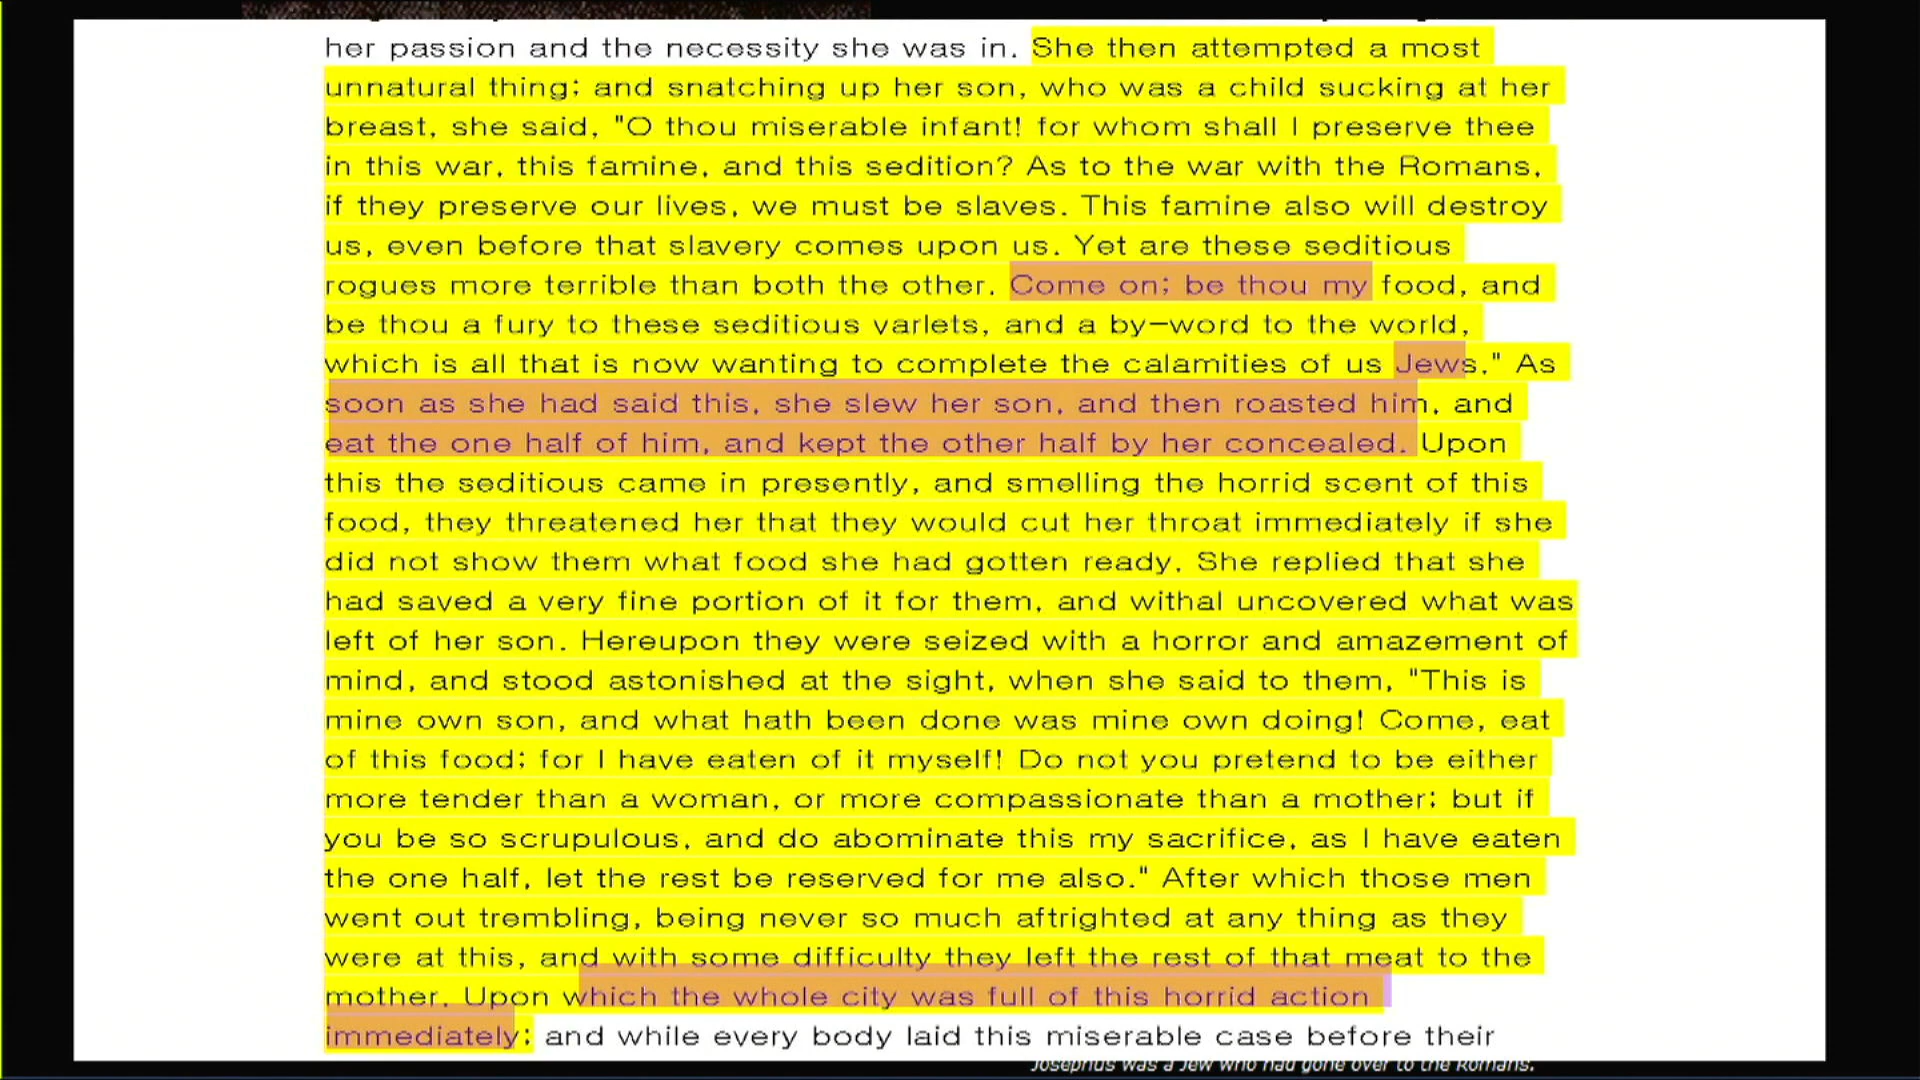 her passion and the necessity she was in. She then attempted a most
unnatural thing; and snatching up her son, who was a child sucking at her
breast, she said, "O thou miserable infant! for whom shall I preserve thee
in this war, this famine, and this sedition? As to the war with the Romans,
if they preserve our lives, we must be slaves. This famine also will destroy
us, even before that slavery comes upon us. Yet are these seditious
rogues more terrible than both the other. Come on; be thou my food, and
be thou a fury to these seditious varlets, and a by-word to the world,
which is all that is now wanting to complete the calamities of us Jews." As
soon as she had said this, she slew her son, and then roasted him, and
eat the one half of him, and kept the other half by her concealed. Upon
this the seditious came in presently, and smelling the horrid scent of this
food, they threatened her that they would cut her throat immediately if she
did not show them what food she had gotten ready. She replied that she
had saved a very fine portion of it for them, and withal uncovered what was
left of her son. Hereupon they were seized with a horror and amazement of
mind, and stood astonished at the sight, when she said to them, "This is
mine own son, and what hath been done was mine own doing! Come, eat
of this food; for I have eaten of it myself! Do not you pretend to be either
more tender than a woman, or more compassionate than a mother; but if
you be so scrupulous, and do abominate this my sacrifice, as I have eaten
the one half, let the rest be reserved for me also." After which those men
went out trembling, being never so much aftrighted at any thing as they
were at this, and with some difficulty they left the rest of that meat to the
mother. Upon which the whole city was full of this horrid action
immediately; and while every body laid this miserable case before their
Josephus was a Jew who had gone over to the Romans.